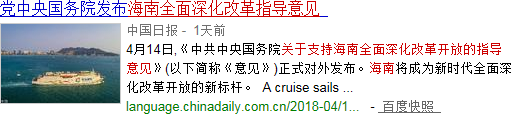 党中央国务院发布海南全面深化改革指导意见
中国日报 - 1天前
4月14日,《中共中央国务院关于支持海南全面深化改革开放的指导
意见》(以下简称《意见》)正式对外发布。海南将成为新时代全面深
化改革开放的新标杆。 A cruise sails ...
language.chinadaily.com.cn/2018-04/1... - 百度快照